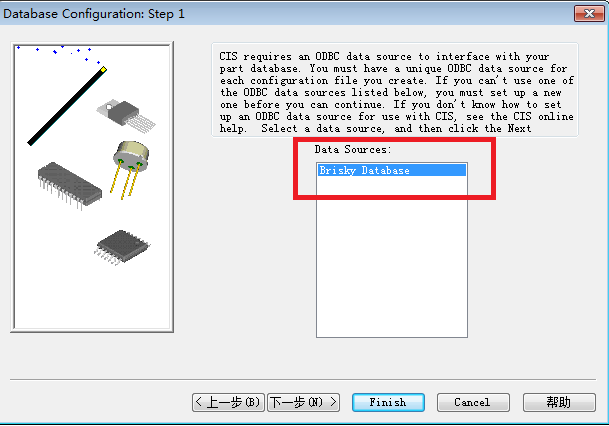 Database Configuration: Step 1
CIS requires an ODBC data source to interface with your
part database. You must have a unique ODBC data source for
each configuration file you create. If you can't use one of
the ODBC data sources listed below, you must set up a new
one before you can continue. If you don't know how to set
up an ODBC data source for use with CIS, see the CIS online
help.  Select a data source, and then click the Next
Data Sources:
Brisky Database
< 上一步(B) 下一步(N) > Finish Cancel 帮助